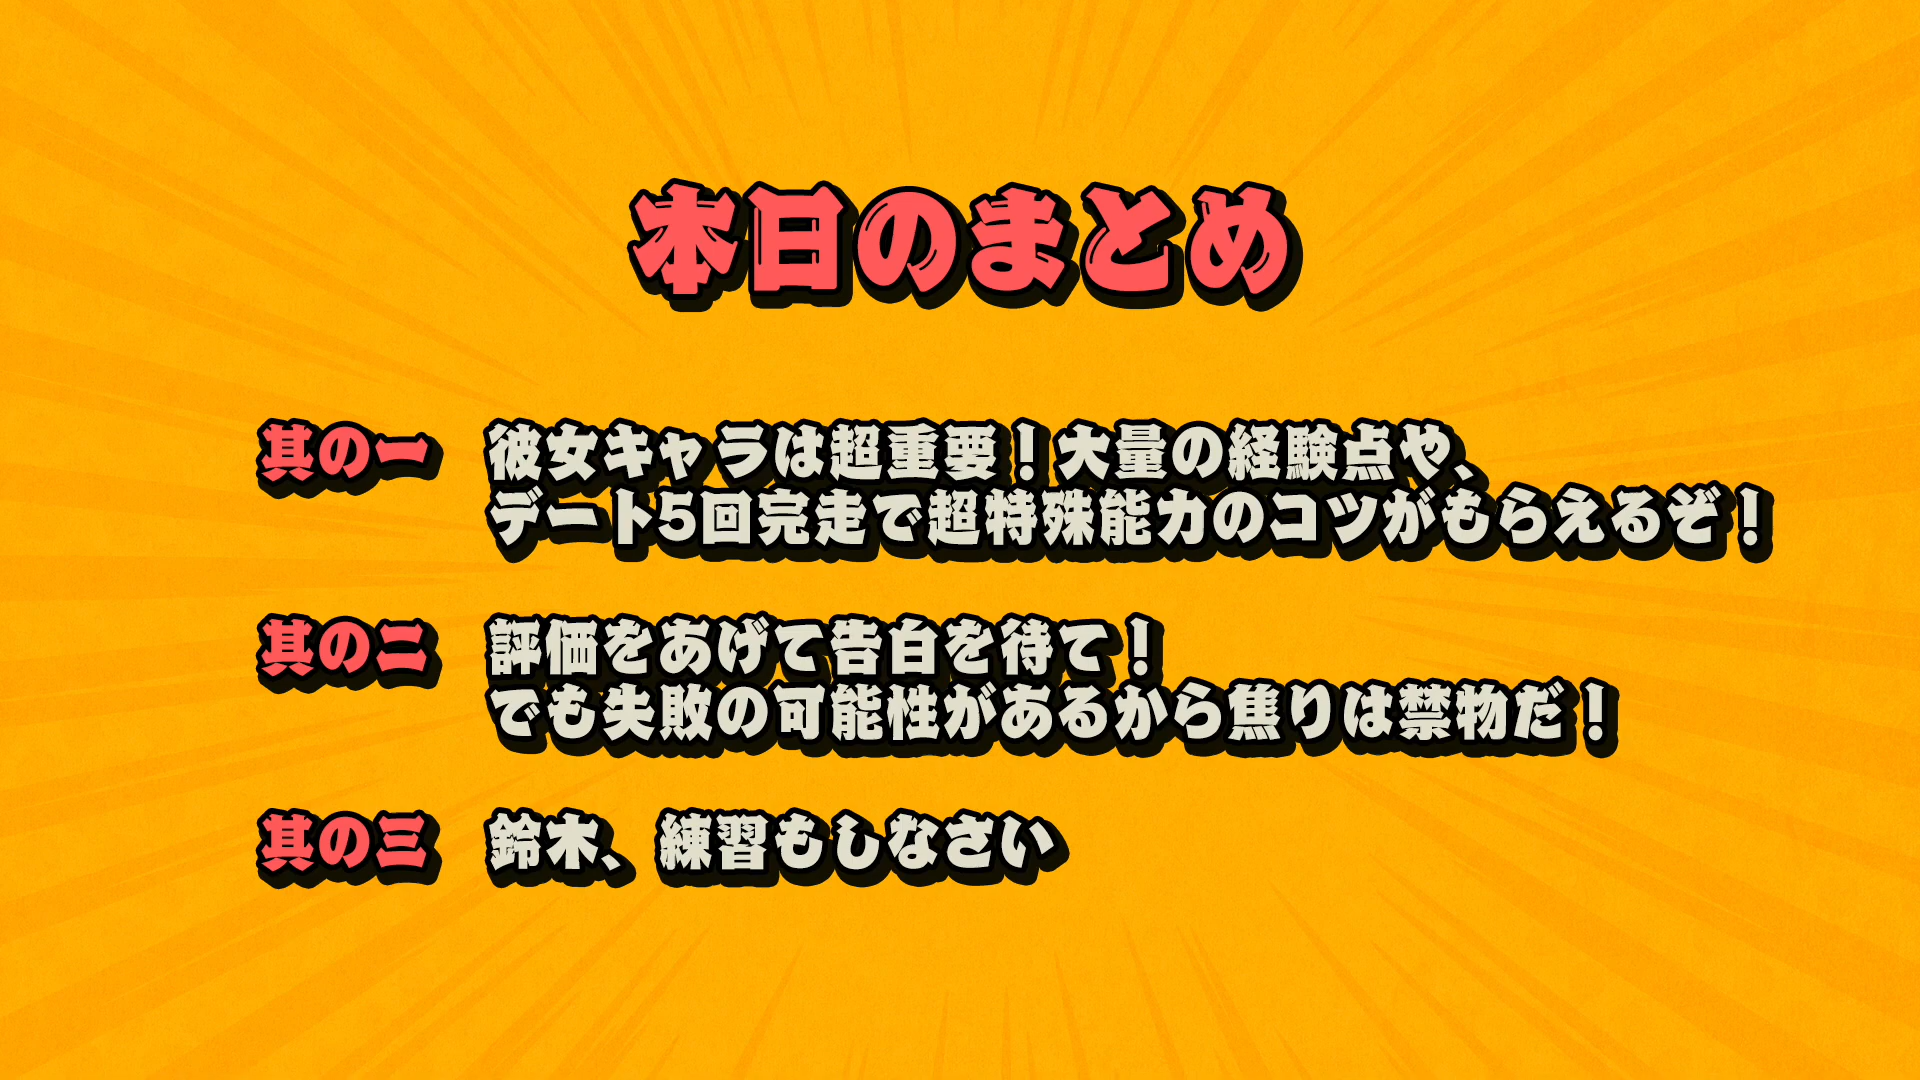 本日のまとめ
其の一 彼女キャラは超重要！大量の経験点や、
デート5回完走で超特殊能力のコツがもらえるぞ！
其の二 評価をあげて告白を待て！
でも失敗の可能性があるから焦りは禁物だ！
其の三 鈴木、練習もしなさい